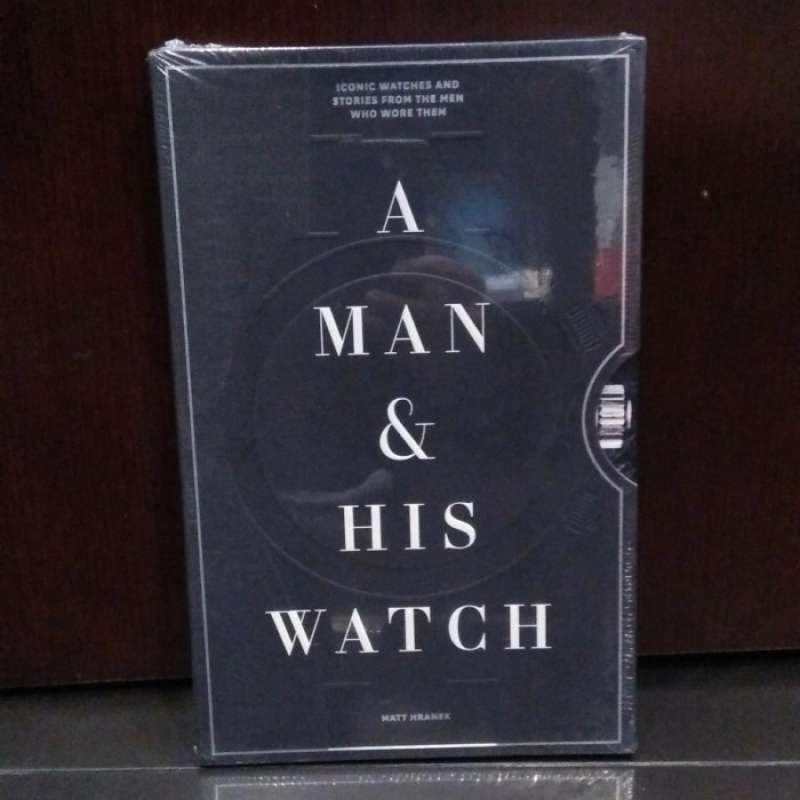 ICONIC WATCHES AND
STORIES FROM THE MEN
WHO WORE THEM
A
MAN
&
HIS
WATCH
MATT HRANEK